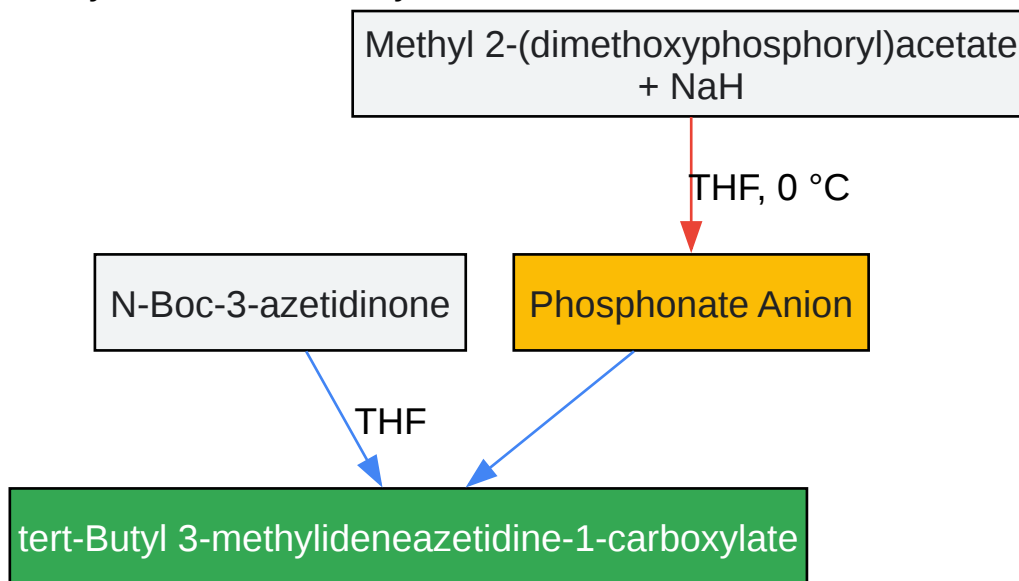 Methyl 2-(dimethoxyphosphoryl)acetate
+ NaH
THF, 0 °C
N-Boc-3-azetidinone
Phosphonate Anion
THF
tert-Butyl 3-methylideneazetidine-1-carboxylate